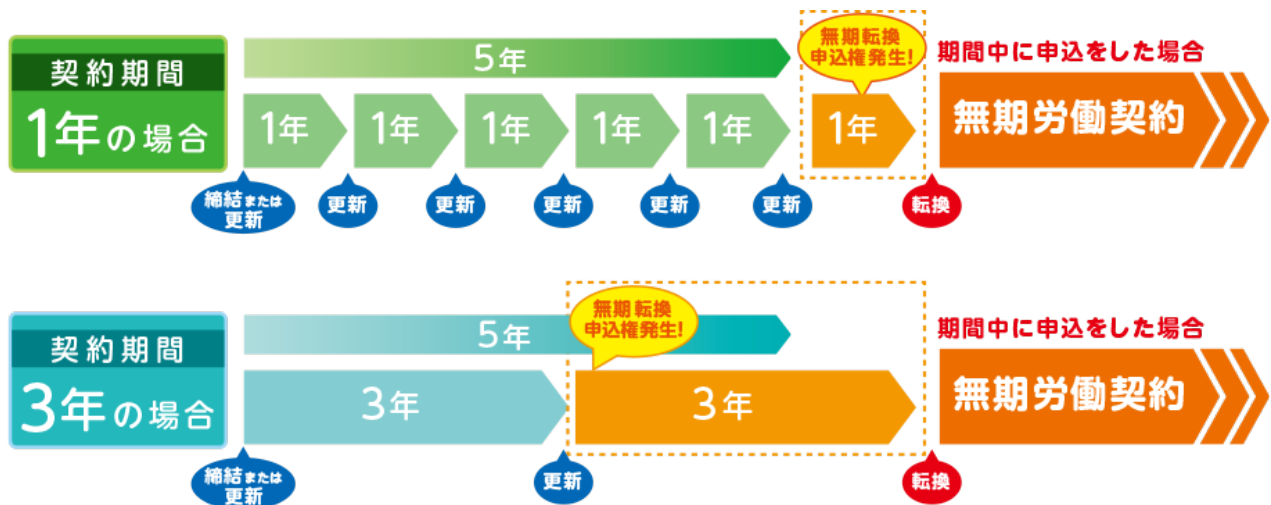 契約期間
1年の場合
5年
無期転換
申込権発生!
期間中に申込をした場合
1年
1年
1年
1年
1年
1年
無期労働契約
締結または
更新
更新
更新
更新
更新
更新
転換
契約期間
3年の場合
5年
無期転換
申込権発生!
期間中に申込をした場合
3年
3年
無期労働契約
締結または
更新
更新
転換